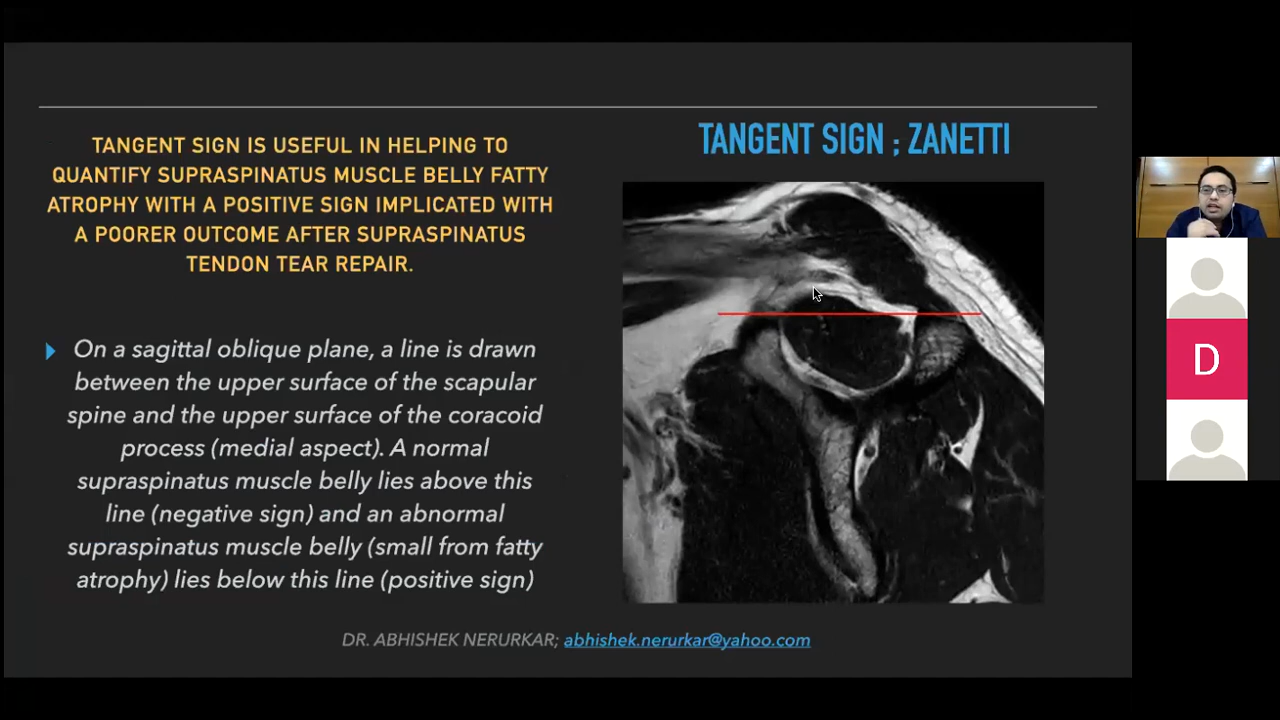 TANGENT SIGN IS USEFUL IN HELPING TO
QUANTIFY SUPRASPINATUS MUSCLE BELLY FATTY
ATROPHY WITH A POSITIVE SIGN IMPLICATED WITH
A POORER OUTCOME AFTER SUPRASPINATUS
TENDON TEAR REPAIR.
On a sagittal oblique plane, a line is drawn
between the upper surface of the scapular
spine and the upper surface of the coracoid
process (medial aspect). A normal
supraspinatus muscle belly lies above this
line (negative sign) and an abnormal
supraspinatus muscle belly (small from fatty
atrophy) lies below this line (positive sign)
TANGENT SIGN ; ZANETTI
DR. ABHISHEK NERURKAR; abhishek.nerurkar@yahoo.com
D